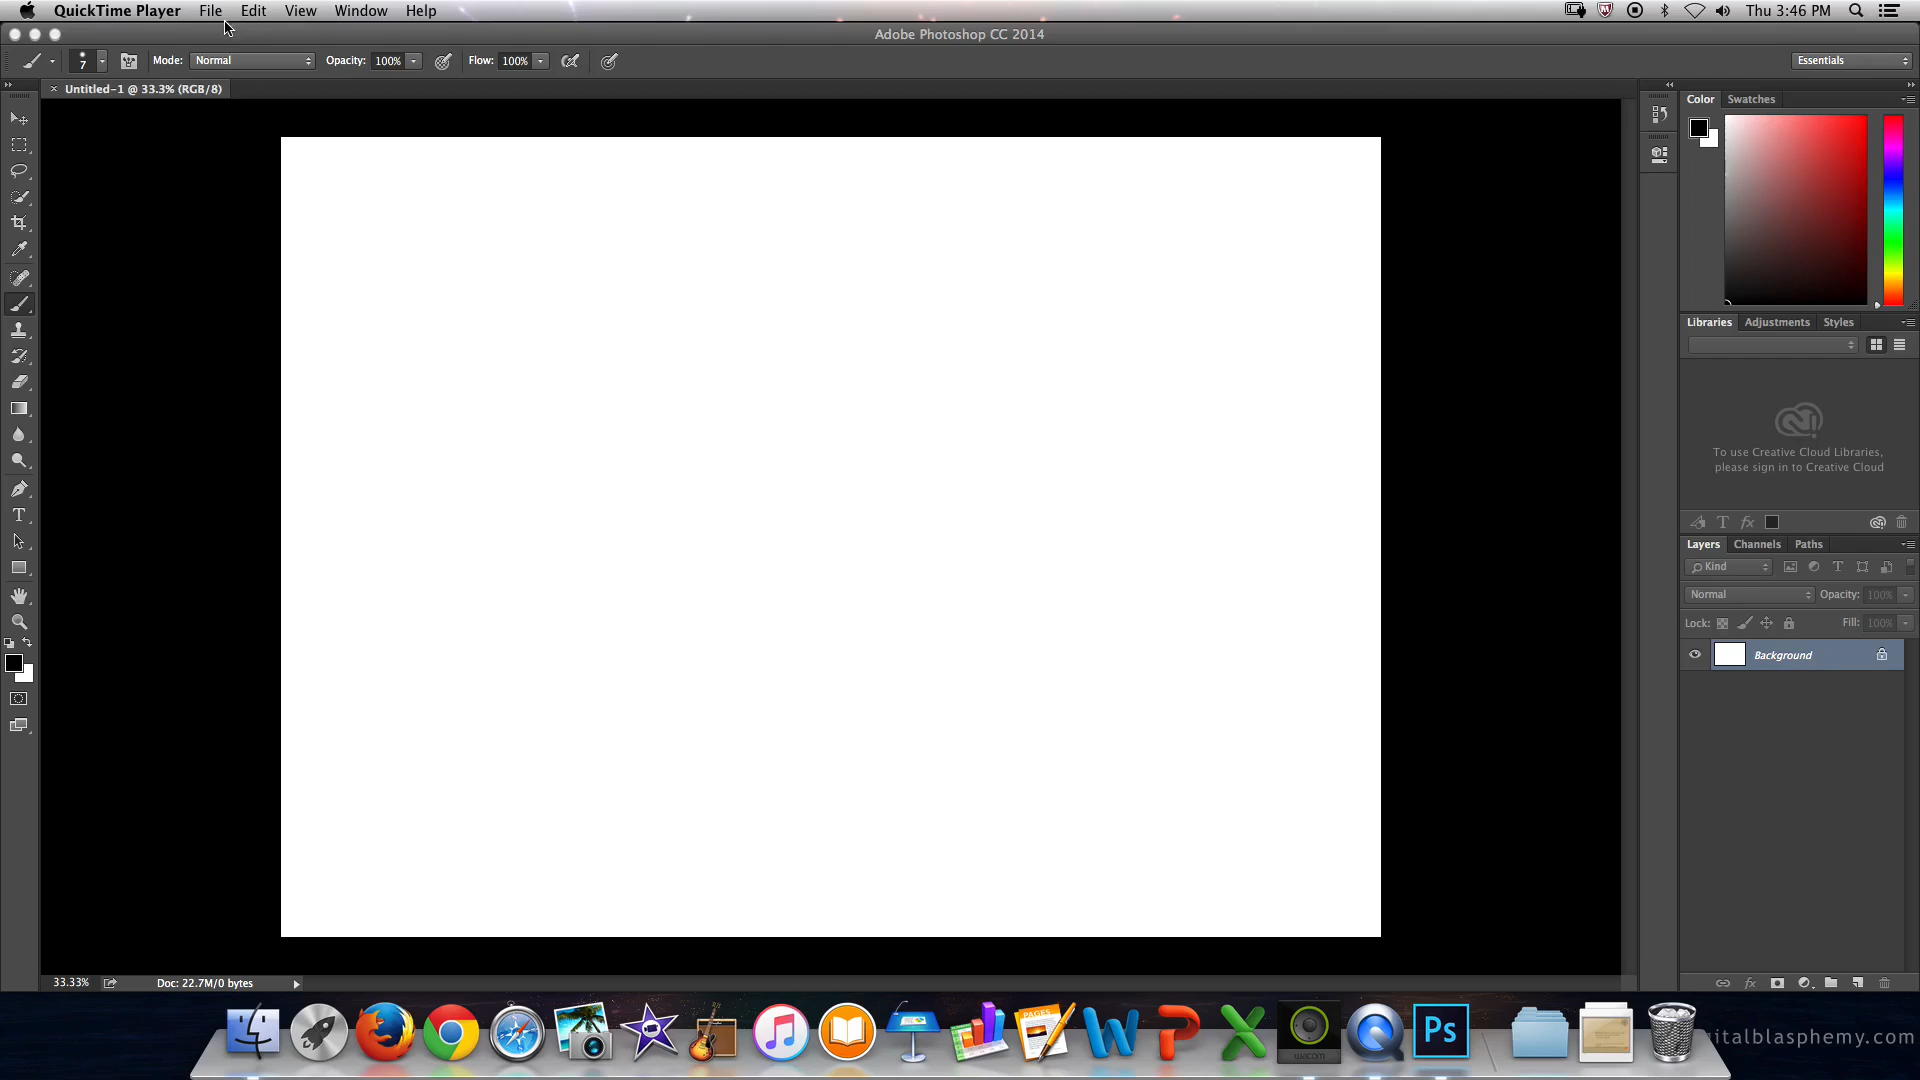 QuickTime Player File Edit View Window Help Thu 3:46 PM
Adobe Photoshop CC 2014
7 Mode: Normal Opacity: 100% Flow: 100% Essentials
Untitled-1 @ 33.3% (RGB/8)
Color Swatches
Libraries Adjustments Styles
To use Creative Cloud Libraries,
please sign in to Creative Cloud
Layers Channels Paths
Kind
Normal Opacity: 100%
Lock: Fill: 100%
Background
33.33% Doc: 22.7M/0 bytes
PAGES
wacom
Ps
italblasphemy.com